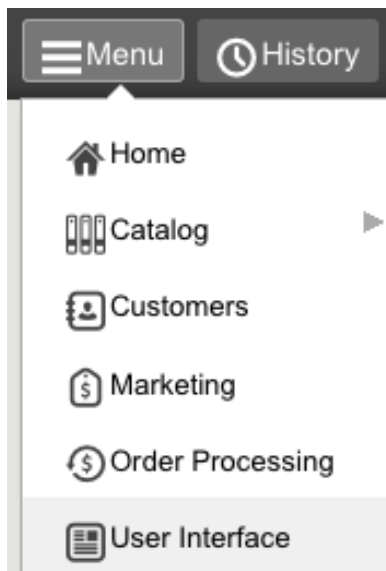 Menu History
Home
Catalog
Customers
Marketing
Order Processing
User Interface